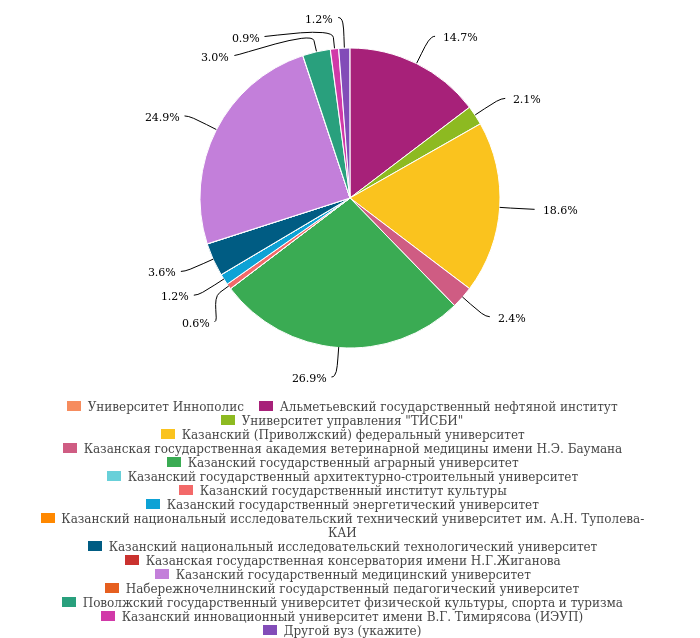 1.2%
0.9%
14.7%
3.0%
2.1%
24.9%
18.6%
3.6%
1.2%
2.4%
0.6%
26.9%
Университет Иннополис Альметьевский государственный нефтяной институт
Университет управления "ТИСБИ"
Казанский (Приволжский) федеральный университет
Казанская государственная академия ветеринарной медицины имени Н.Э. Баумана
Казанский государственный аграрный университет
Казанский государственный архитектурно-строительный университет
Казанский государственный институт культуры
Казанский государственный энергетический университет
Казанский национальный исследовательский технический университет им. А.Н. Туполева-
КАИ
Казанский национальный исследовательский технологический университет
Казанская государственная консерватория имени Н.Г.Жиганова
Казанский государственный медицинский университет
Набережночелнинский государственный педагогический университет
Поволжский государственный университет физической культуры, спорта и туризма
Казанский инновационный университет имени В.Г. Тимирясова (ИЭУП)
Другой вуз (укажите)